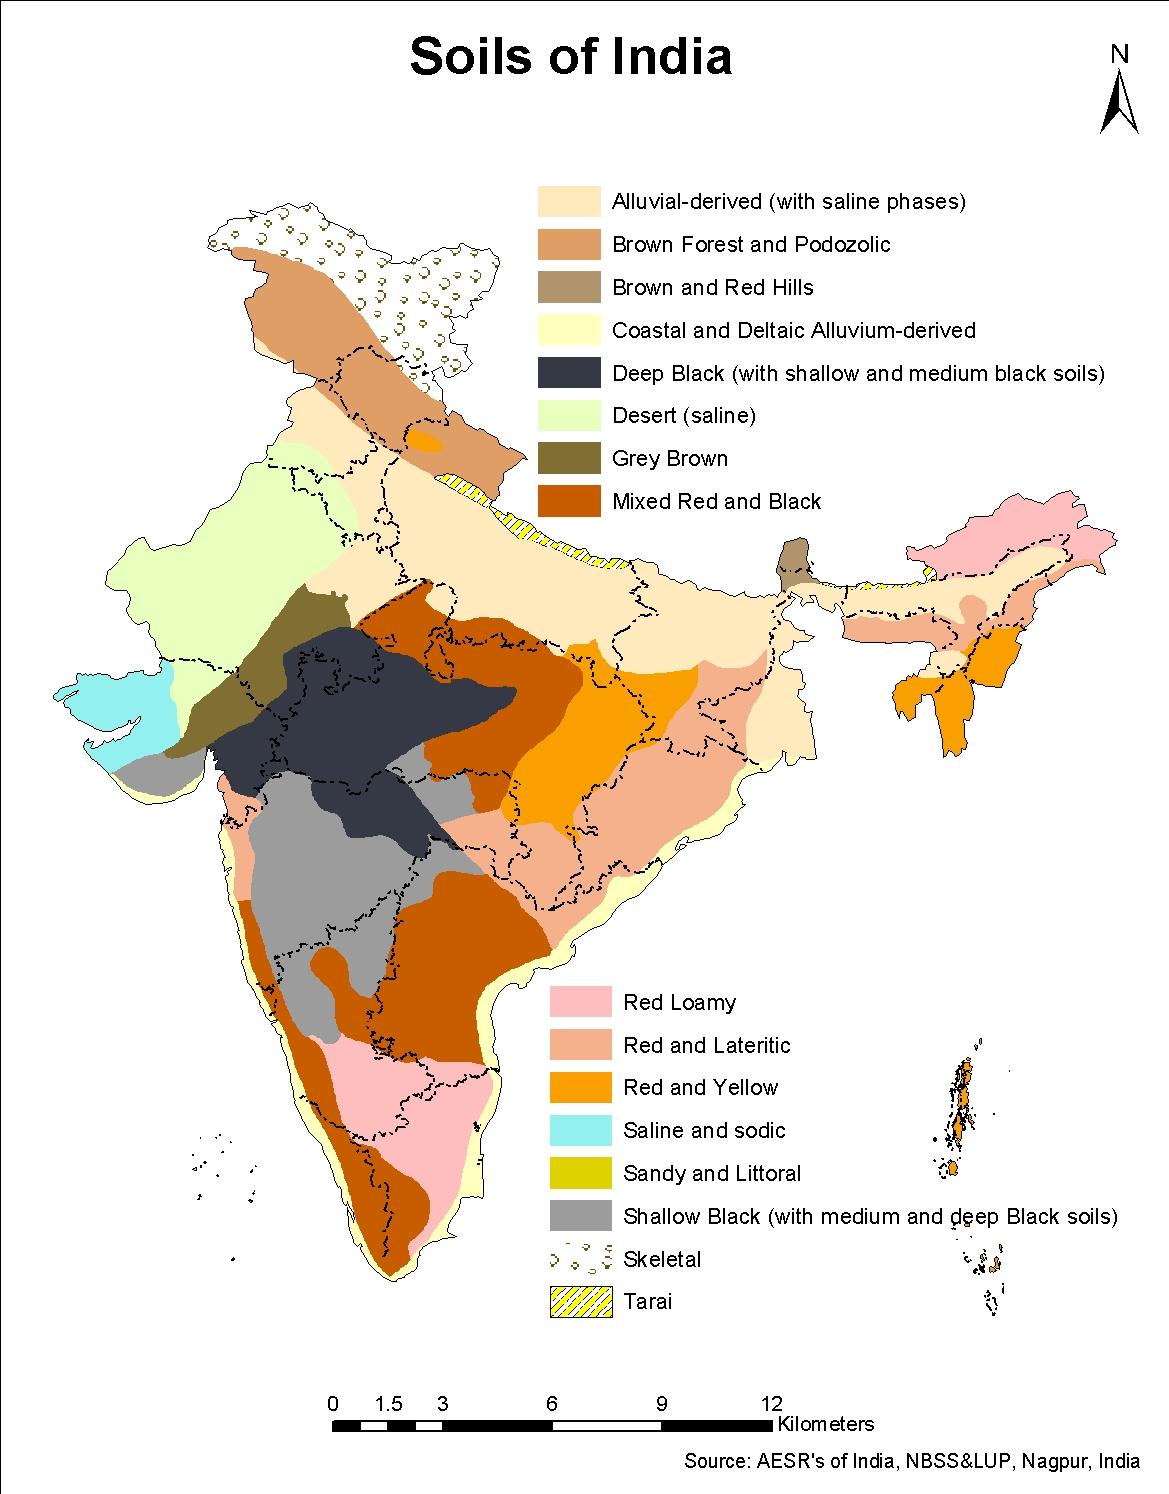 Soils of India
N
Alluvial-derived (with saline phases)
Brown Forest and Podozolic
Brown and Red Hills
Coastal and Deltaic Alluvium-derived
Deep Black (with shallow and medium black soils)
Desert (saline)
Grey Brown
Mixed Red and Black
Red Loamy
Red and Lateritic
Red and Yellow
Saline and sodic
Sandy and Littoral
Shallow Black (with medium and deep Black soils)
Skeletal
Tarai
0 1.5 3 6 9 12
Kilometers
Source: AESR's of India, NBSS&LUP, Nagpur, India